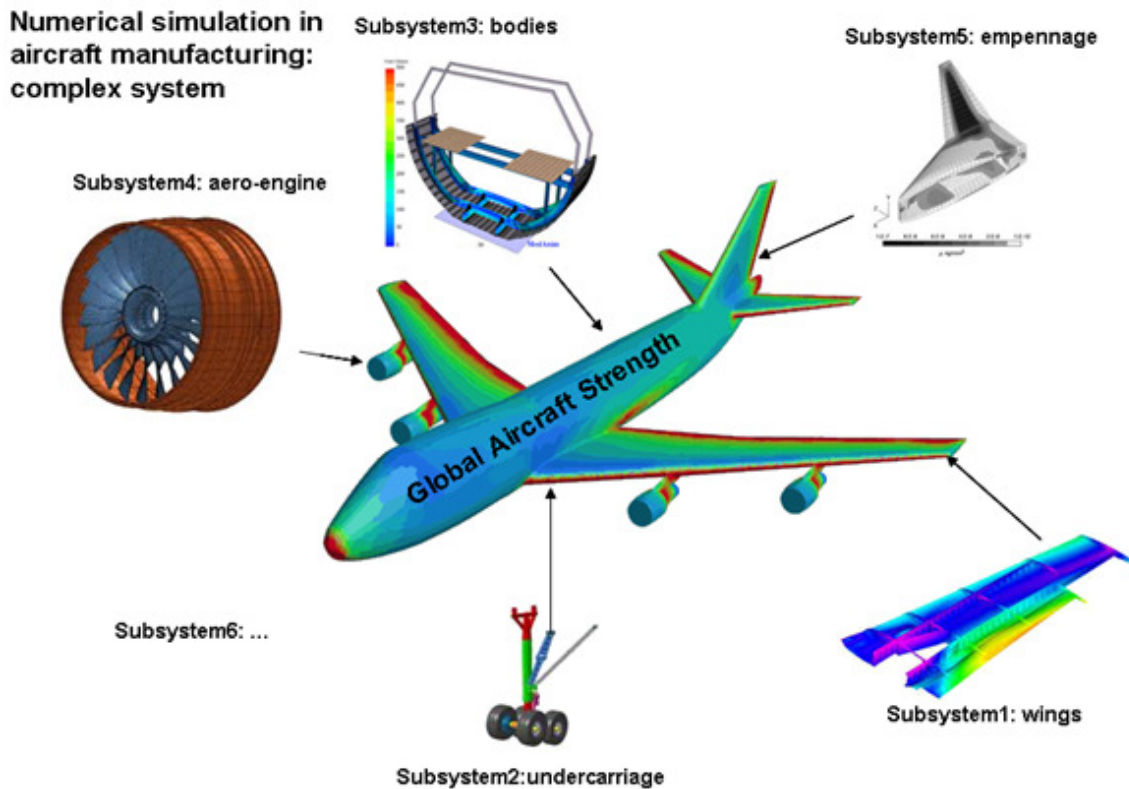 Numerical simulation in
aircraft manufacturing:
complex system
Subsystem3: bodies
Subsystem5: empennage
Subsystem4: aero-engine
Global Aircraft Strength
Subsystem6: ...
Subsystem1: wings
Subsystem2:undercarriage